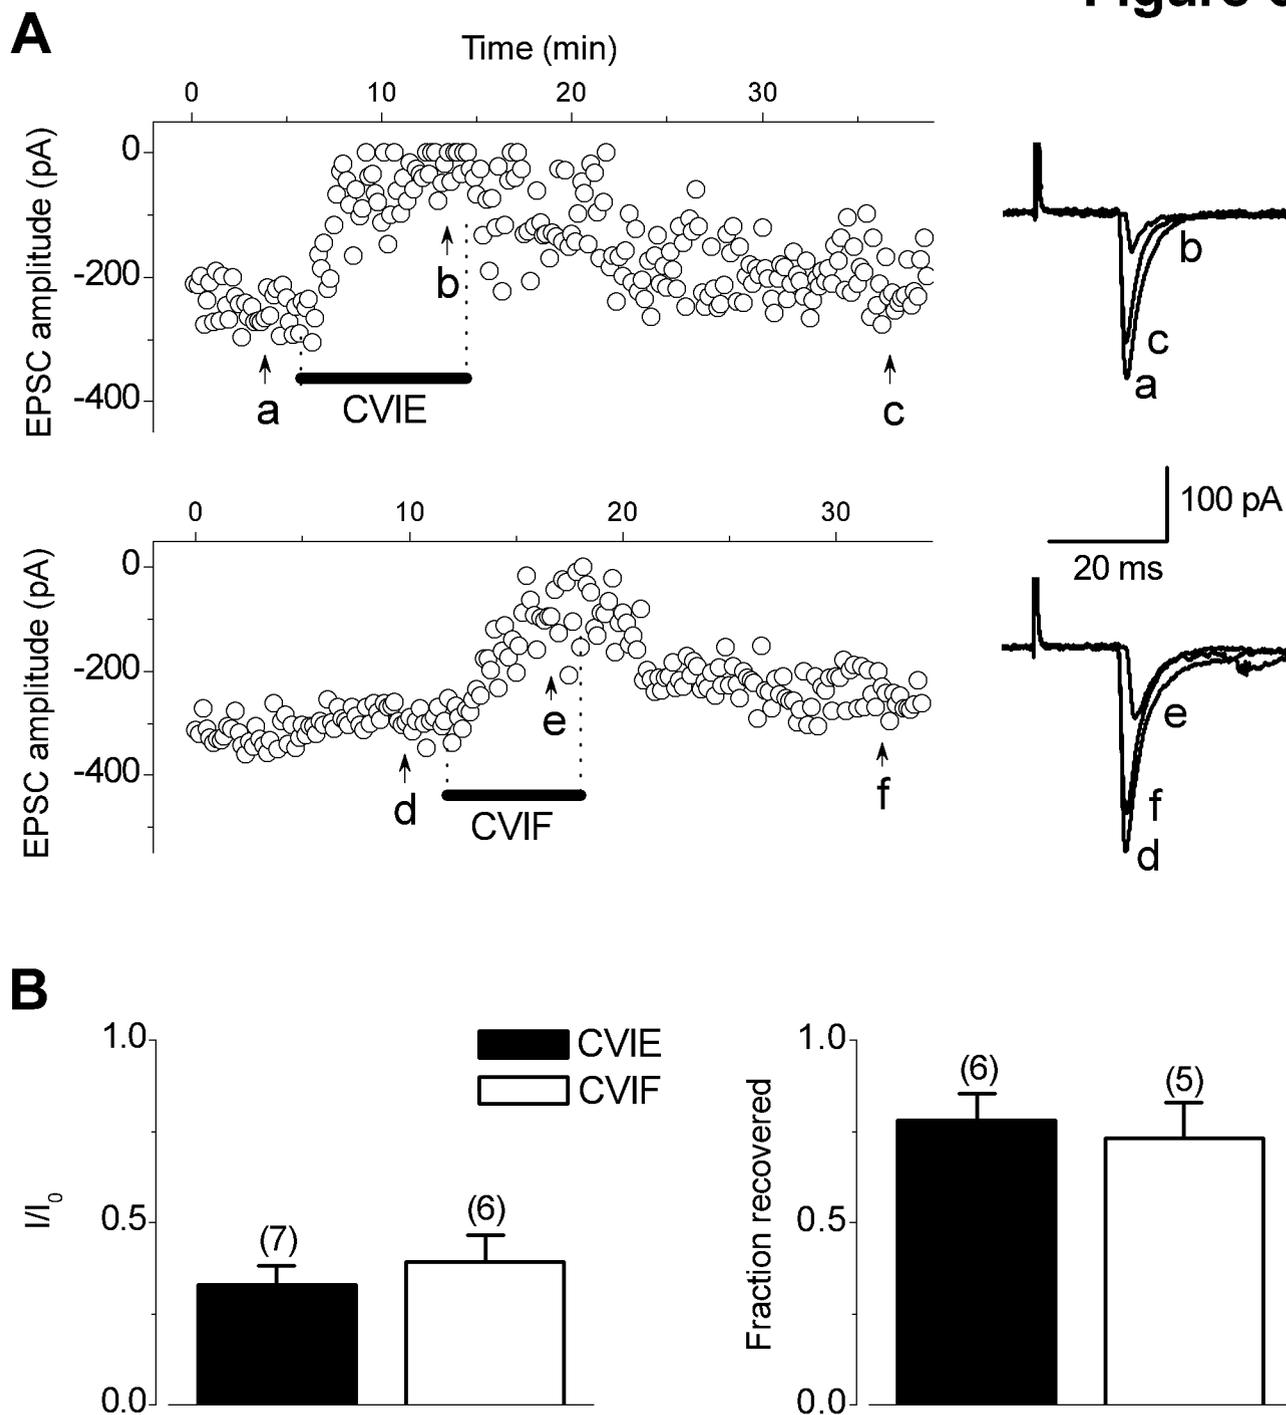 Figure
A
Time (min)
0 10 20 30
EPSC amplitude (pA)
0
-200
-400
a
b
c
CVIE
b
c
a
100 pA
20 ms
0 10 20 30
EPSC amplitude (pA)
0
-200
-400
d
e
f
CVIF
e
f
d
B
I/I0
1.0
0.5
0.0
(7)
(6)
CVIE
CVIF
Fraction recovered
1.0
0.5
0.0
(6)
(5)